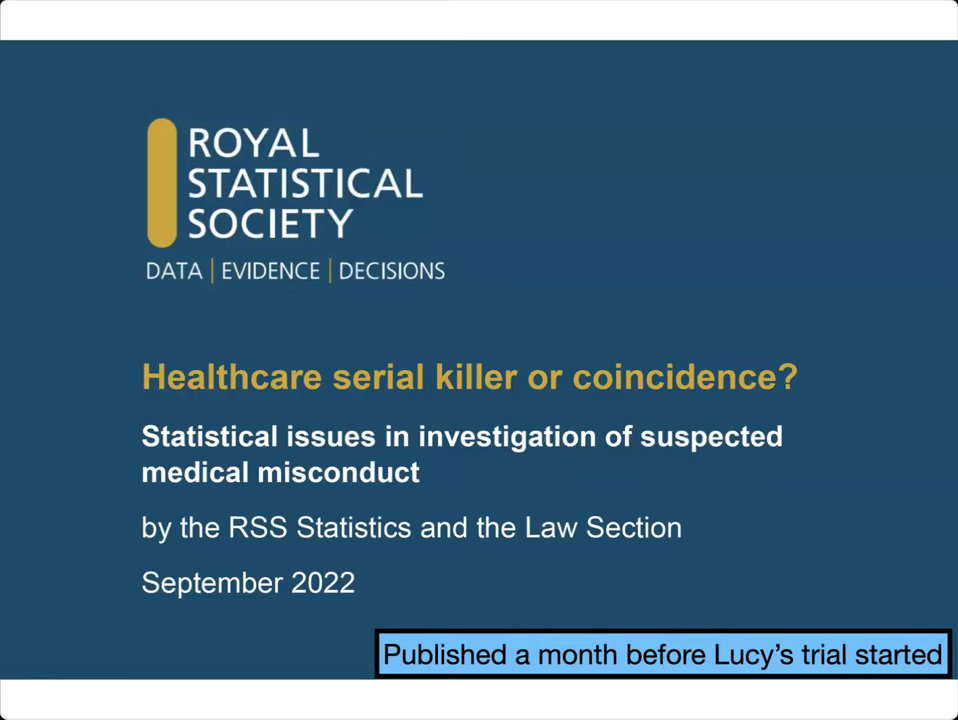 ROYAL
STATISTICAL
SOCIETY
DATA | EVIDENCE | DECISIONS
Healthcare serial killer or coincidence?
Statistical issues in investigation of suspected
medical misconduct
by the RSS Statistics and the Law Section
September 2022
Published a month before Lucy’s trial started